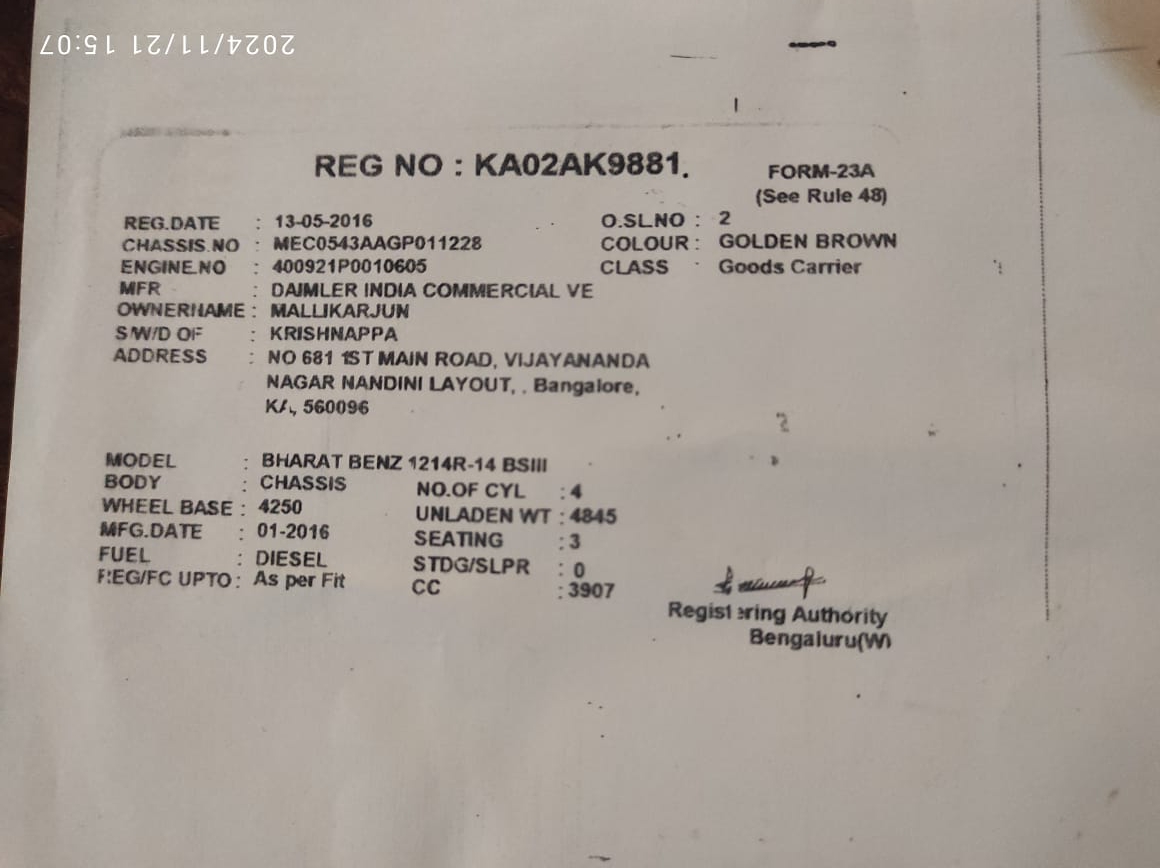 2024/11/21 15:07
REG NO : KA02AK9881.
FORM-23A
(See Rule 48)
REG.DATE : 13-05-2016 O.SL.NO : 2
CHASSIS.NO : MEC0543AAGP011228 COLOUR : GOLDEN BROWN
ENGINE.NO : 400921P0010605 CLASS : Goods Carrier
MFR : DAIMLER INDIA COMMERCIAL VE
OWNERNAME : MALLIKARJUN
S/W/D OF : KRISHNAPPA
ADDRESS : NO 681 1ST MAIN ROAD, VIJAYANANDA
NAGAR NANDINI LAYOUT, . Bangalore,
KA, 560096
MODEL : BHARAT BENZ 1214R-14 BSIII
BODY : CHASSIS NO.OF CYL : 4
WHEEL BASE : 4250 UNLADEN WT : 4845
MFG.DATE : 01-2016 SEATING : 3
FUEL : DIESEL STDG/SLPR : 0
REG/FC UPTO : As per Fit CC : 3907
Registering Authority
Bengaluru(W)